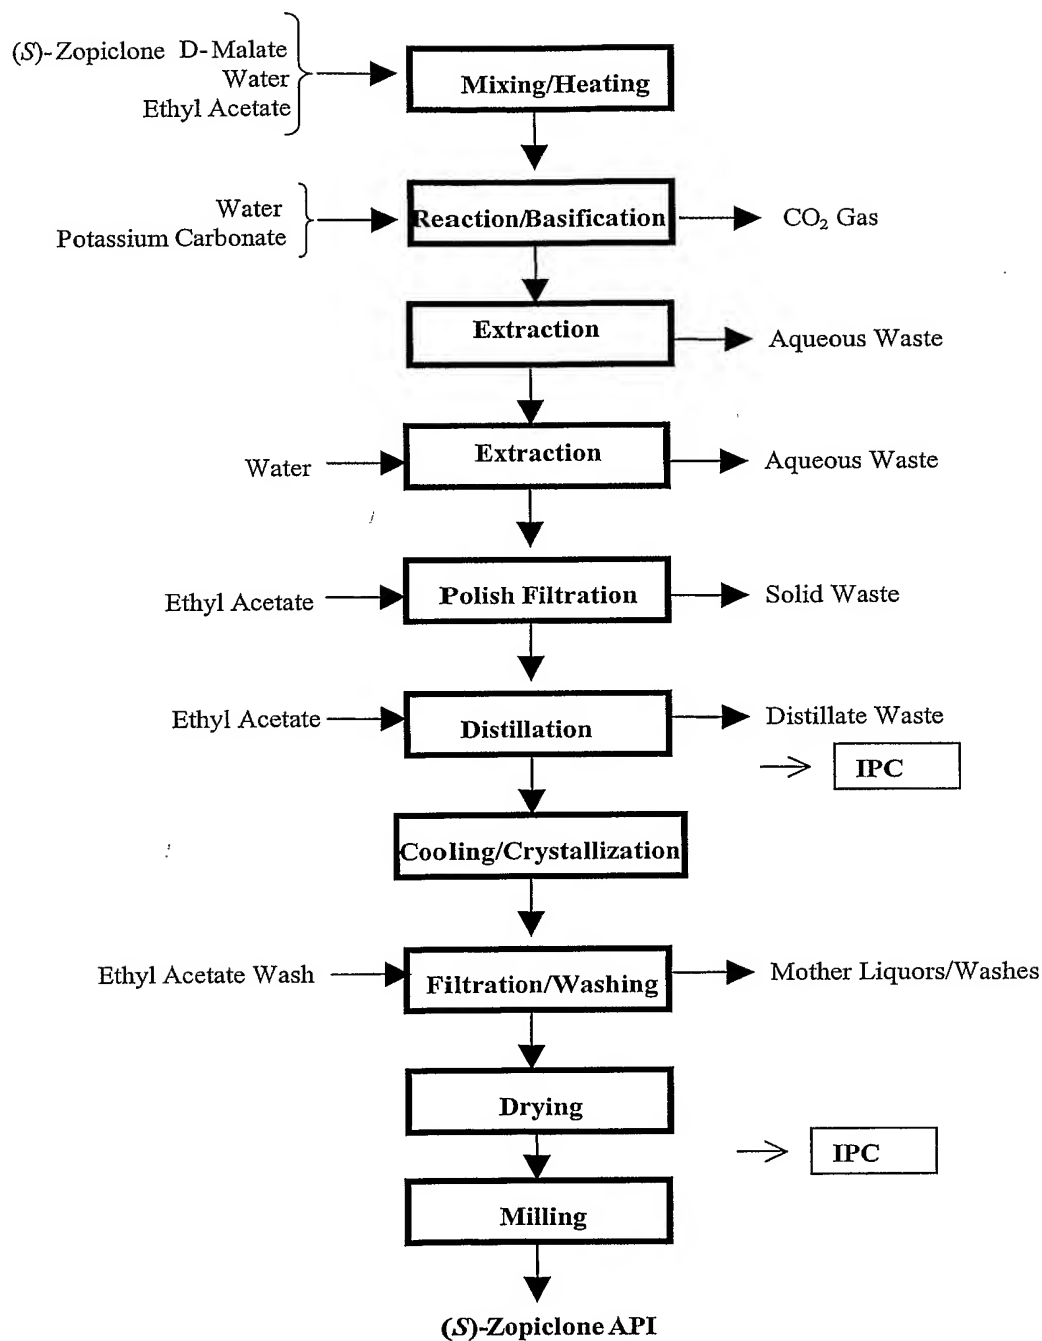 (S)-Zopiclone D-Malate
Water
Ethyl Acetate
Mixing/Heating
Water
Potassium Carbonate
Reaction/Basification
CO₂ Gas
Extraction
Aqueous Waste
Water
Extraction
Aqueous Waste
Ethyl Acetate
Polish Filtration
Solid Waste
Ethyl Acetate
Distillation
Distillate Waste
IPC
Cooling/Crystallization
Ethyl Acetate Wash
Filtration/Washing
Mother Liquors/Washes
Drying
IPC
Milling
(S)-Zopiclone API